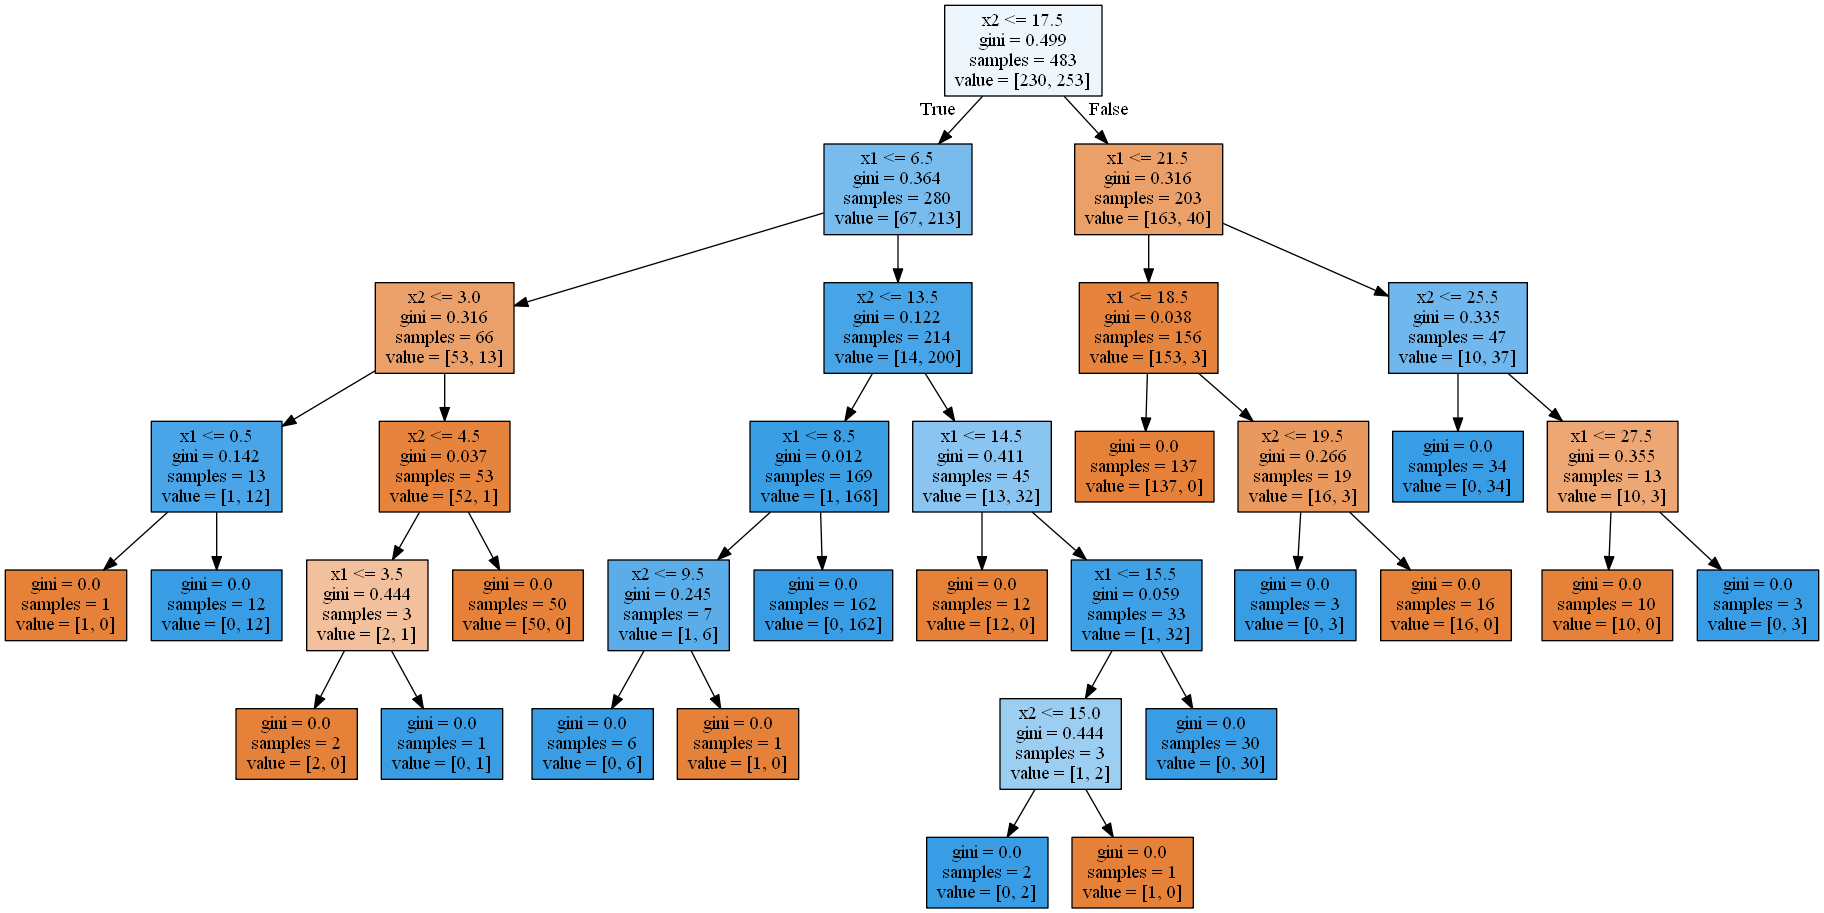 x2 <= 17.5
gini = 0.499
samples = 483
value = [230, 253]
True
False
x1 <= 6.5
gini = 0.364
samples = 280
value = [67, 213]
x1 <= 21.5
gini = 0.316
samples = 203
value = [163, 40]
x2 <= 3.0
gini = 0.316
samples = 66
value = [53, 13]
x2 <= 13.5
gini = 0.122
samples = 214
value = [14, 200]
x1 <= 18.5
gini = 0.038
samples = 156
value = [153, 3]
x2 <= 25.5
gini = 0.335
samples = 47
value = [10, 37]
x1 <= 0.5
gini = 0.142
samples = 13
value = [1, 12]
x2 <= 4.5
gini = 0.037
samples = 53
value = [52, 1]
x1 <= 8.5
gini = 0.012
samples = 169
value = [1, 168]
x1 <= 14.5
gini = 0.411
samples = 45
value = [13, 32]
gini = 0.0
samples = 137
value = [137, 0]
x2 <= 19.5
gini = 0.266
samples = 19
value = [16, 3]
gini = 0.0
samples = 34
value = [0, 34]
x1 <= 27.5
gini = 0.355
samples = 13
value = [10, 3]
gini = 0.0
samples = 1
value = [1, 0]
gini = 0.0
samples = 12
value = [0, 12]
x1 <= 3.5
gini = 0.444
samples = 3
value = [2, 1]
gini = 0.0
samples = 50
value = [50, 0]
x2 <= 9.5
gini = 0.245
samples = 7
value = [1, 6]
gini = 0.0
samples = 162
value = [0, 162]
gini = 0.0
samples = 12
value = [12, 0]
x1 <= 15.5
gini = 0.059
samples = 33
value = [1, 32]
gini = 0.0
samples = 3
value = [0, 3]
gini = 0.0
samples = 16
value = [16, 0]
gini = 0.0
samples = 10
value = [10, 0]
gini = 0.0
samples = 3
value = [0, 3]
gini = 0.0
samples = 2
value = [2, 0]
gini = 0.0
samples = 1
value = [0, 1]
gini = 0.0
samples = 6
value = [0, 6]
gini = 0.0
samples = 1
value = [1, 0]
x2 <= 15.0
gini = 0.444
samples = 3
value = [1, 2]
gini = 0.0
samples = 30
value = [0, 30]
gini = 0.0
samples = 2
value = [0, 2]
gini = 0.0
samples = 1
value = [1, 0]